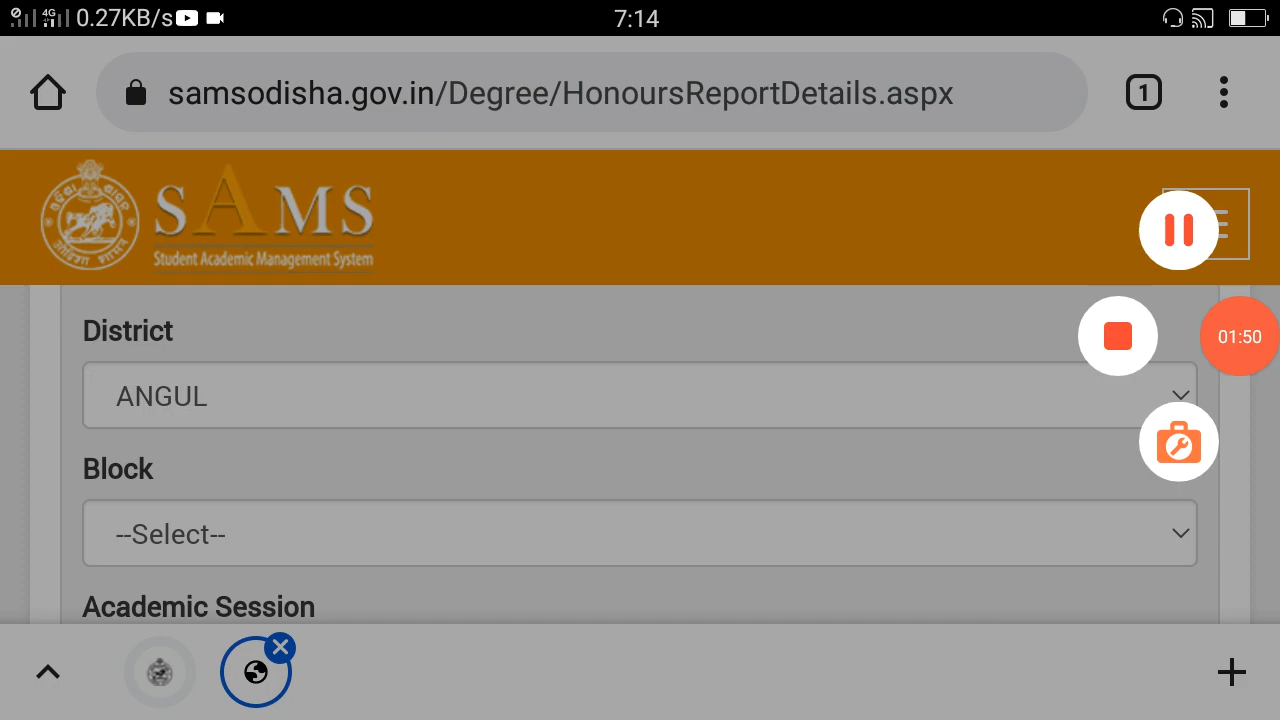 4G 0.27KB/s 7:14
samsodisha.gov.in/Degree/HonoursReportDetails.aspx
1
SAMS
Student Academic Management System
01:50
District
ANGUL
Block
--Select--
Academic Session